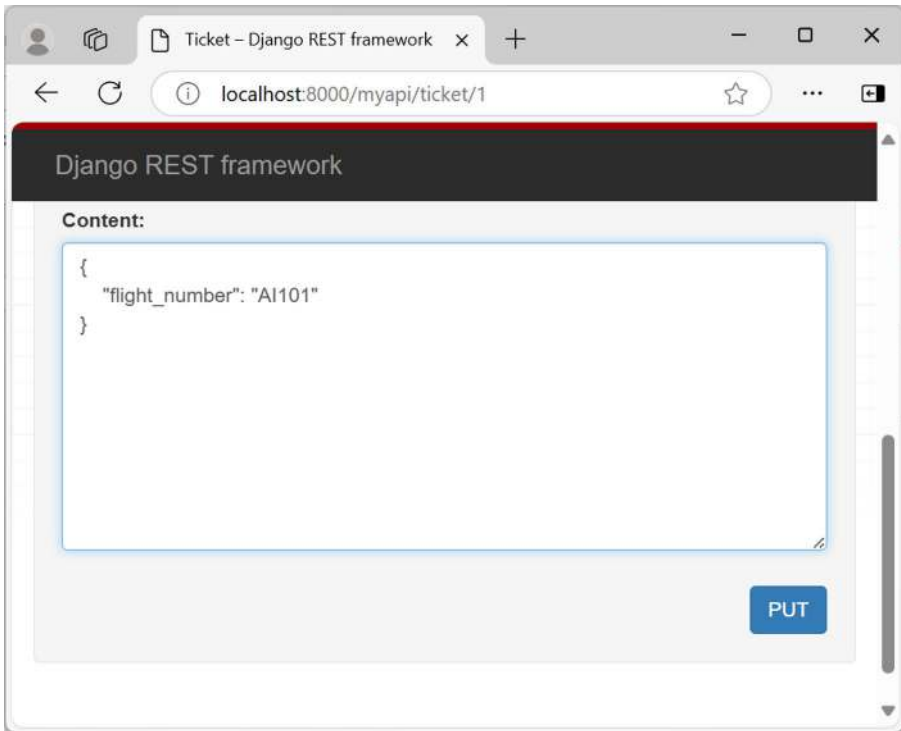 Ticket – Django REST framework
localhost:8000/myapi/ticket/1
Django REST framework
Content:
{
"flight_number": "AI101"
}
PUT